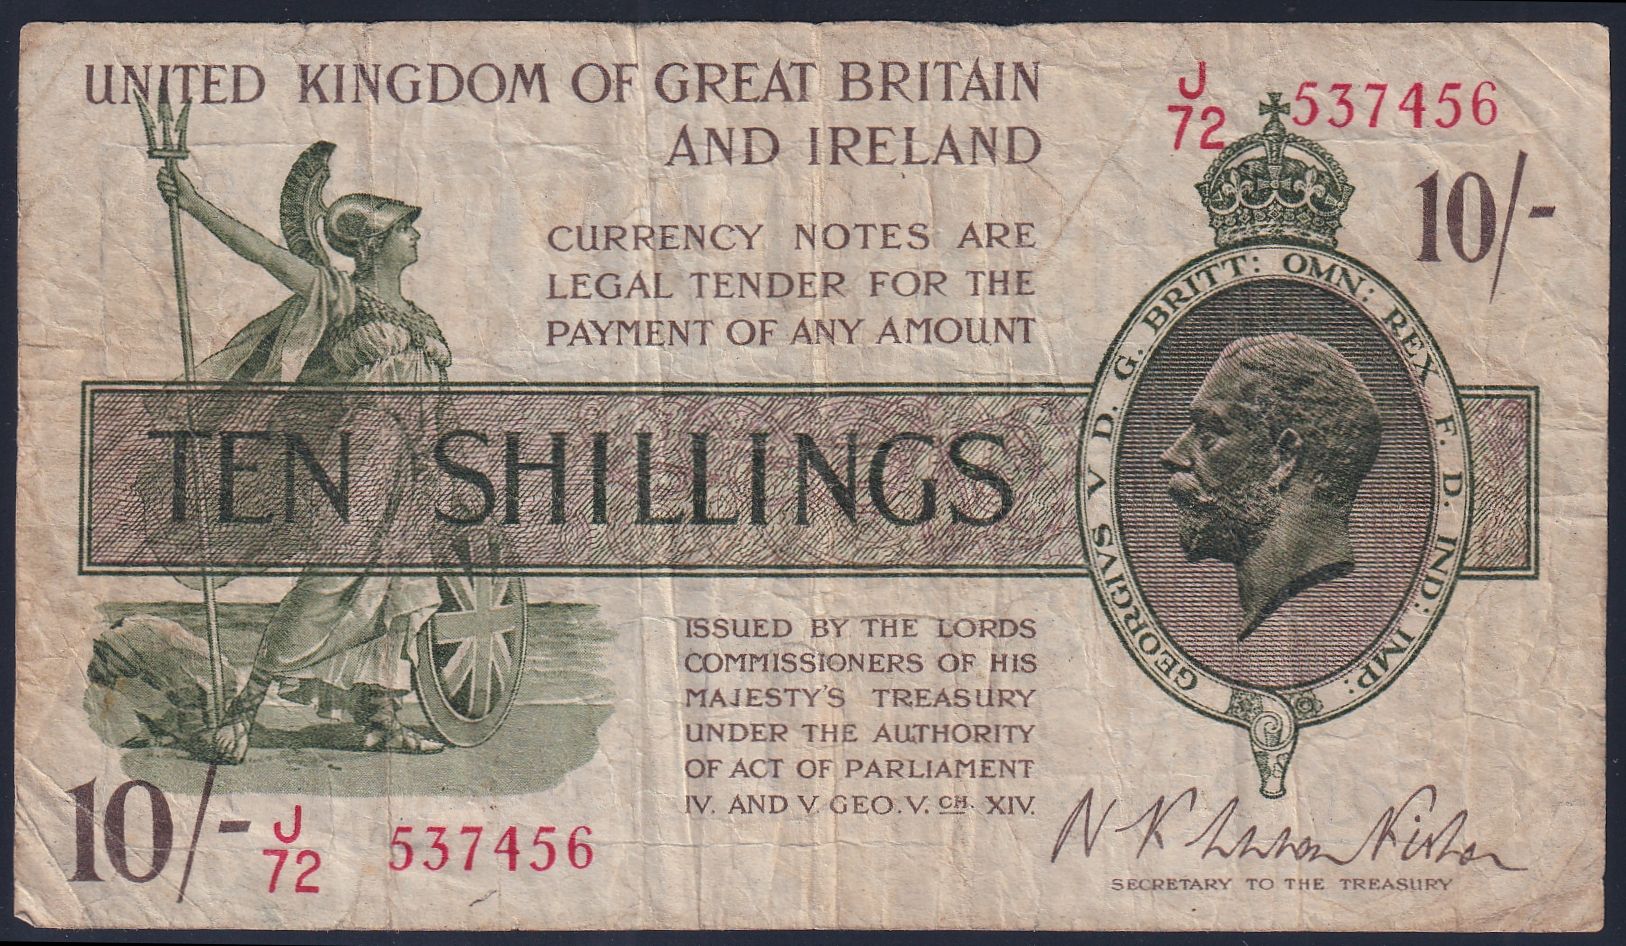 UNITED KINGDOM OF GREAT BRITAIN
AND IRELAND
J
72 537456
10/-
CURRENCY NOTES ARE
LEGAL TENDER FOR THE
PAYMENT OF ANY AMOUNT
GEORGIVS V D. G. BRITT: OMN: REX F. D. IND: IMP:
TEN SHILLINGS
ISSUED BY THE LORDS
COMMISSIONERS OF HIS
MAJESTY'S TREASURY
UNDER THE AUTHORITY
OF ACT OF PARLIAMENT
IV. AND V. GEO. V. CH. XIV.
10/-
J
72 537456
SECRETARY TO THE TREASURY